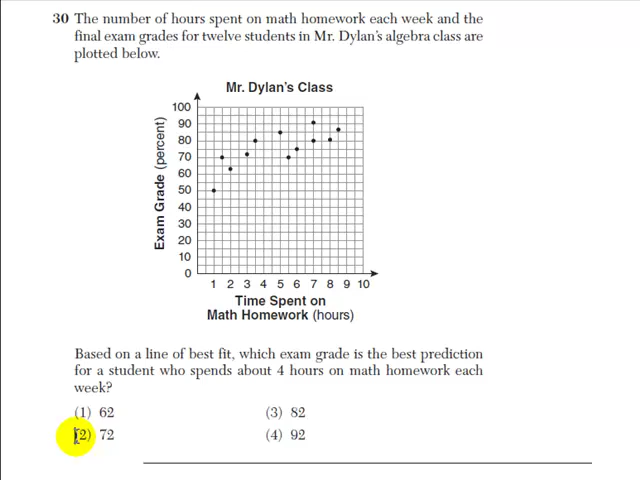 30 The number of hours spent on math homework each week and the
final exam grades for twelve students in Mr. Dylan's algebra class are
plotted below.
Mr. Dylan's Class
Exam Grade (percent)
100
90
80
70
60
50
40
30
20
10
0
1 2 3 4 5 6 7 8 9 10
Time Spent on
Math Homework (hours)
Based on a line of best fit, which exam grade is the best prediction
for a student who spends about 4 hours on math homework each
week?
(1) 62 (3) 82
(2) 72 (4) 92